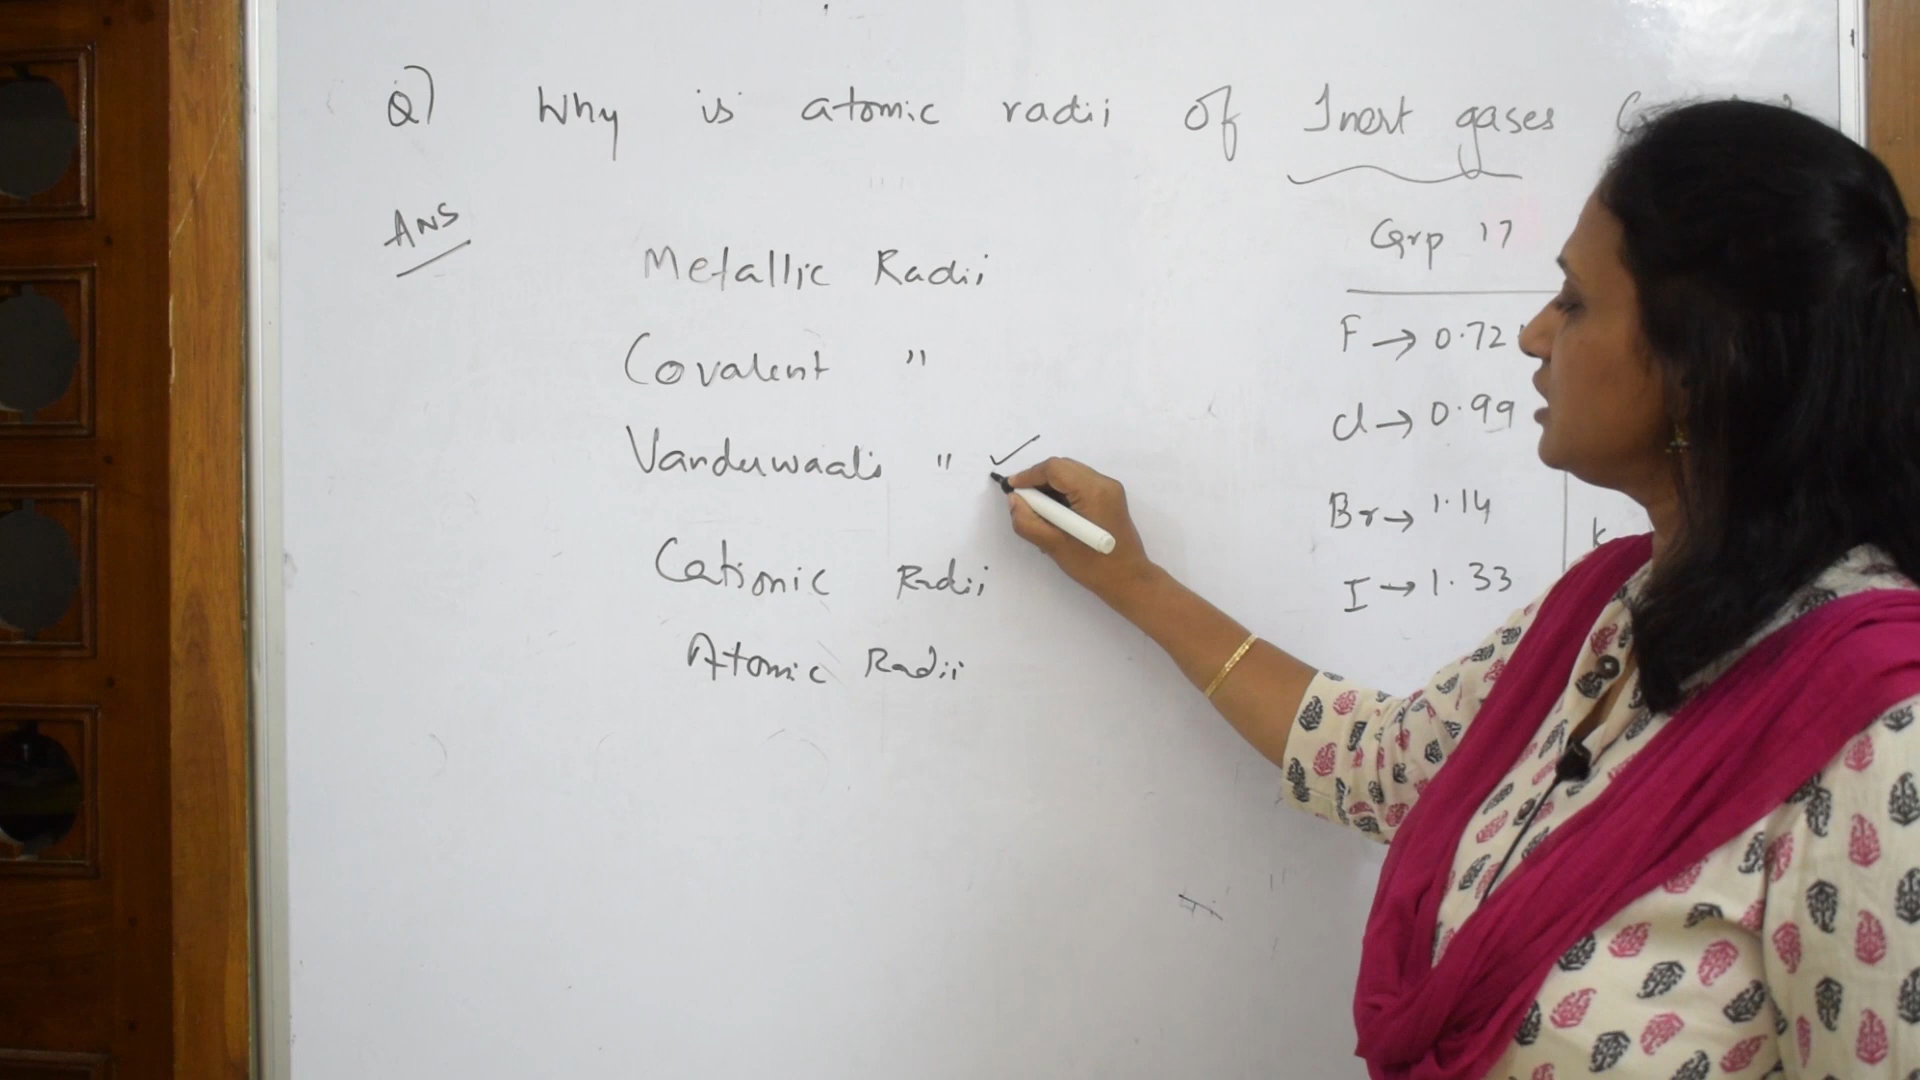 Q) Why is atomic radii of Inert gases
Ans
Metallic Radii
Covalent "
Vanderwaals "
Cationic Radii
Atomic Radii
Grp 17
F → 0.72
Cl → 0.99
Br → 1.14
I → 1.33
K